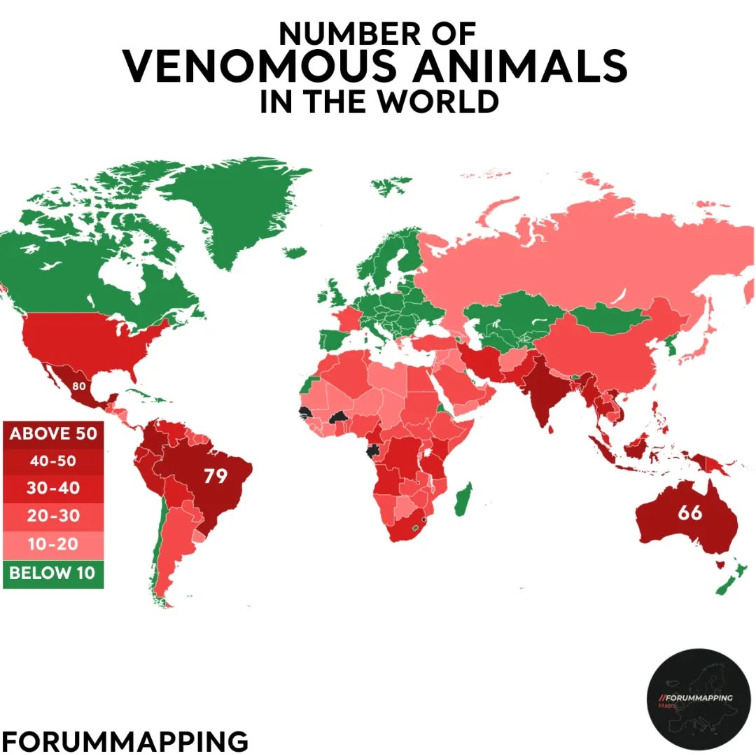 NUMBER OF
VENOMOUS ANIMALS
IN THE WORLD
80
79
66
ABOVE 50
40-50
30-40
20-30
10-20
BELOW 10
//FORUMMAPPING
Maps
FORUMMAPPING